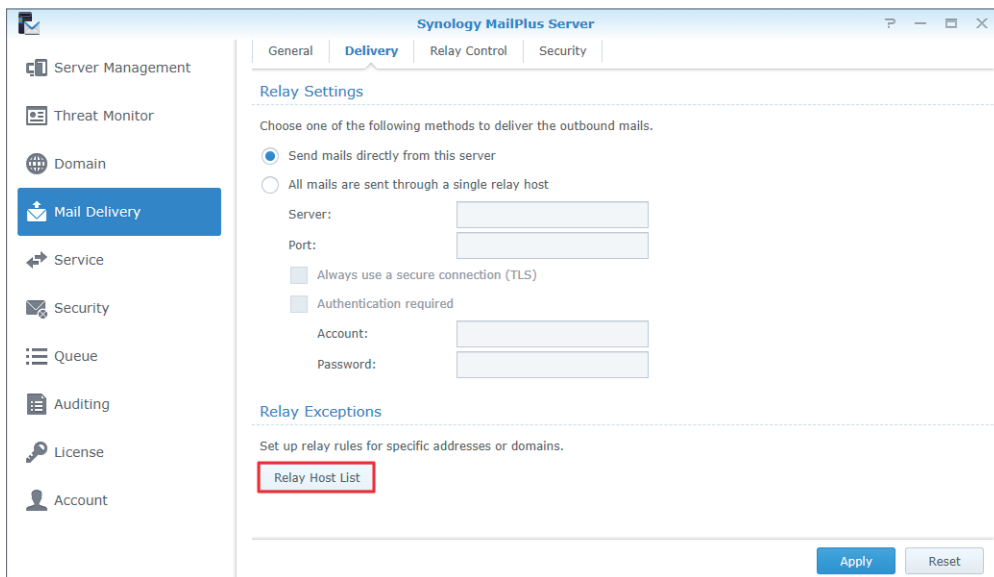 Synology MailPlus Server
?
Server Management
Threat Monitor
Domain
Mail Delivery
Service
Security
Queue
Auditing
License
Account
General Delivery Relay Control Security
Relay Settings
Choose one of the following methods to deliver the outbound mails.
Send mails directly from this server
All mails are sent through a single relay host
Server:
Port:
Always use a secure connection (TLS)
Authentication required
Account:
Password:
Relay Exceptions
Set up relay rules for specific addresses or domains.
Relay Host List
Apply Reset